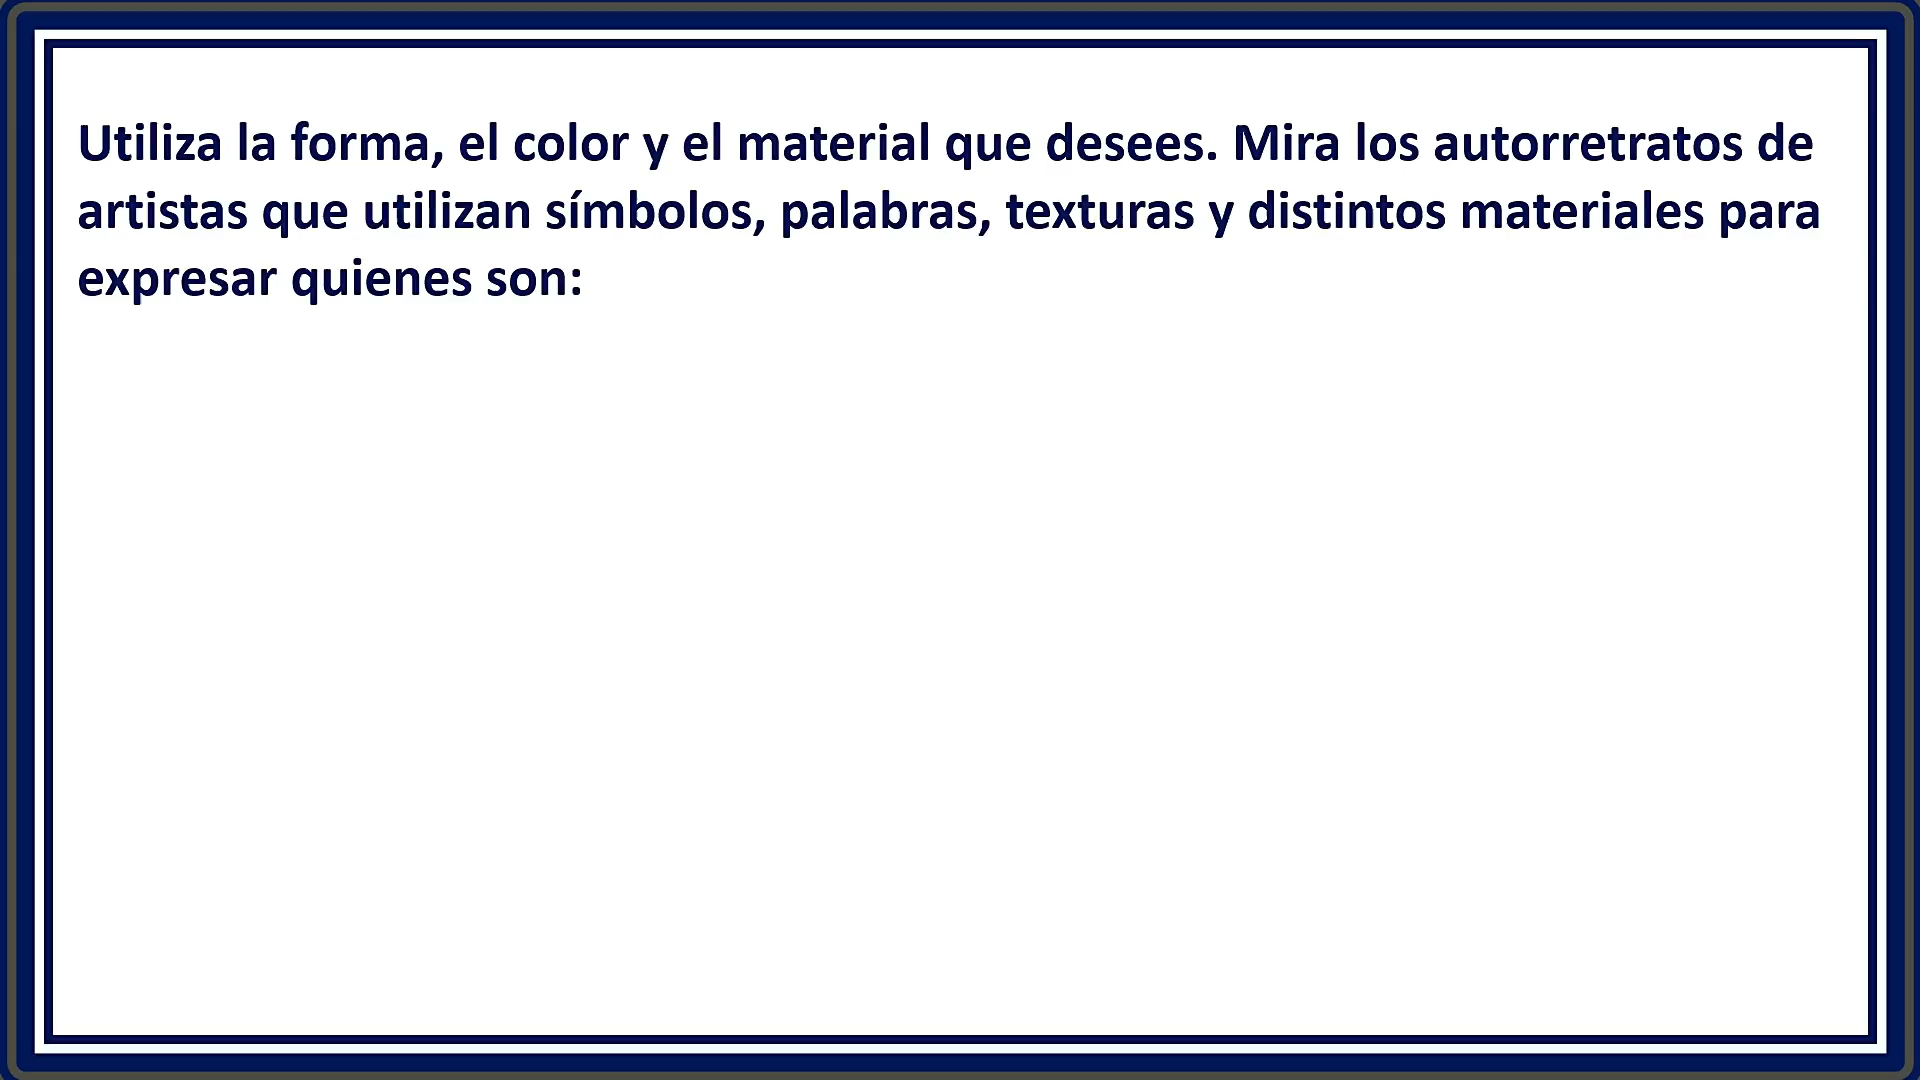 Utiliza la forma, el color y el material que desees. Mira los autorretratos de
artistas que utilizan símbolos, palabras, texturas y distintos materiales para
expresar quienes son: